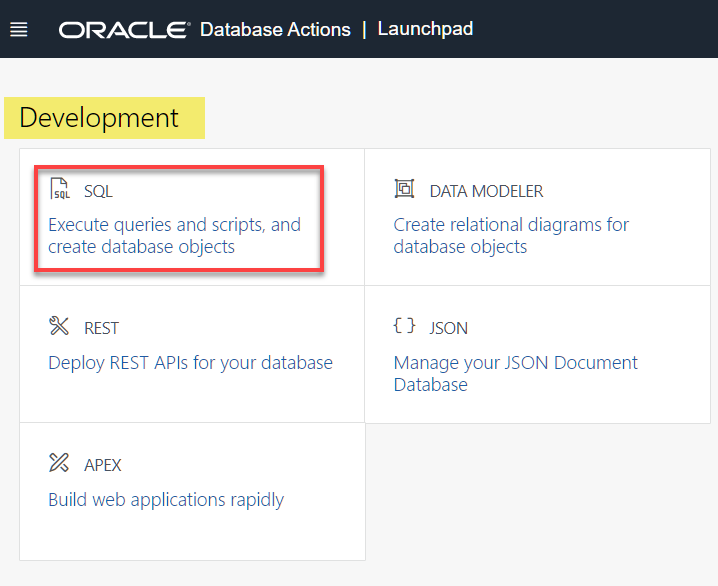 ORACLE® Database Actions | Launchpad
Development
SQL
Execute queries and scripts, and
create database objects
DATA MODELER
Create relational diagrams for
database objects
REST
Deploy REST APIs for your database
{ } JSON
Manage your JSON Document
Database
APEX
Build web applications rapidly